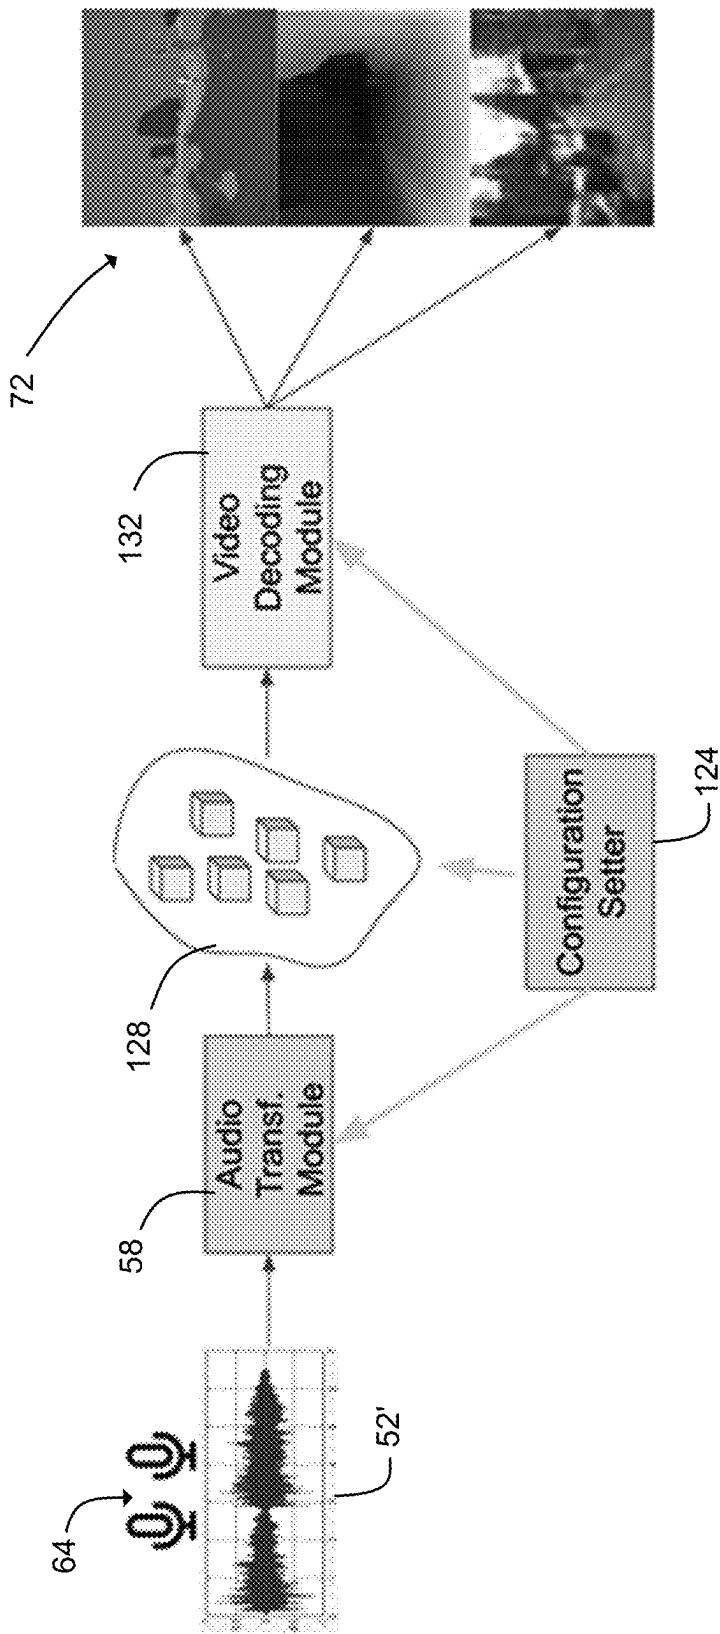 64
52'
58
Audio
Transf.
Module
128
Configuration
Setter
124
132
Video
Decoding
Module
72